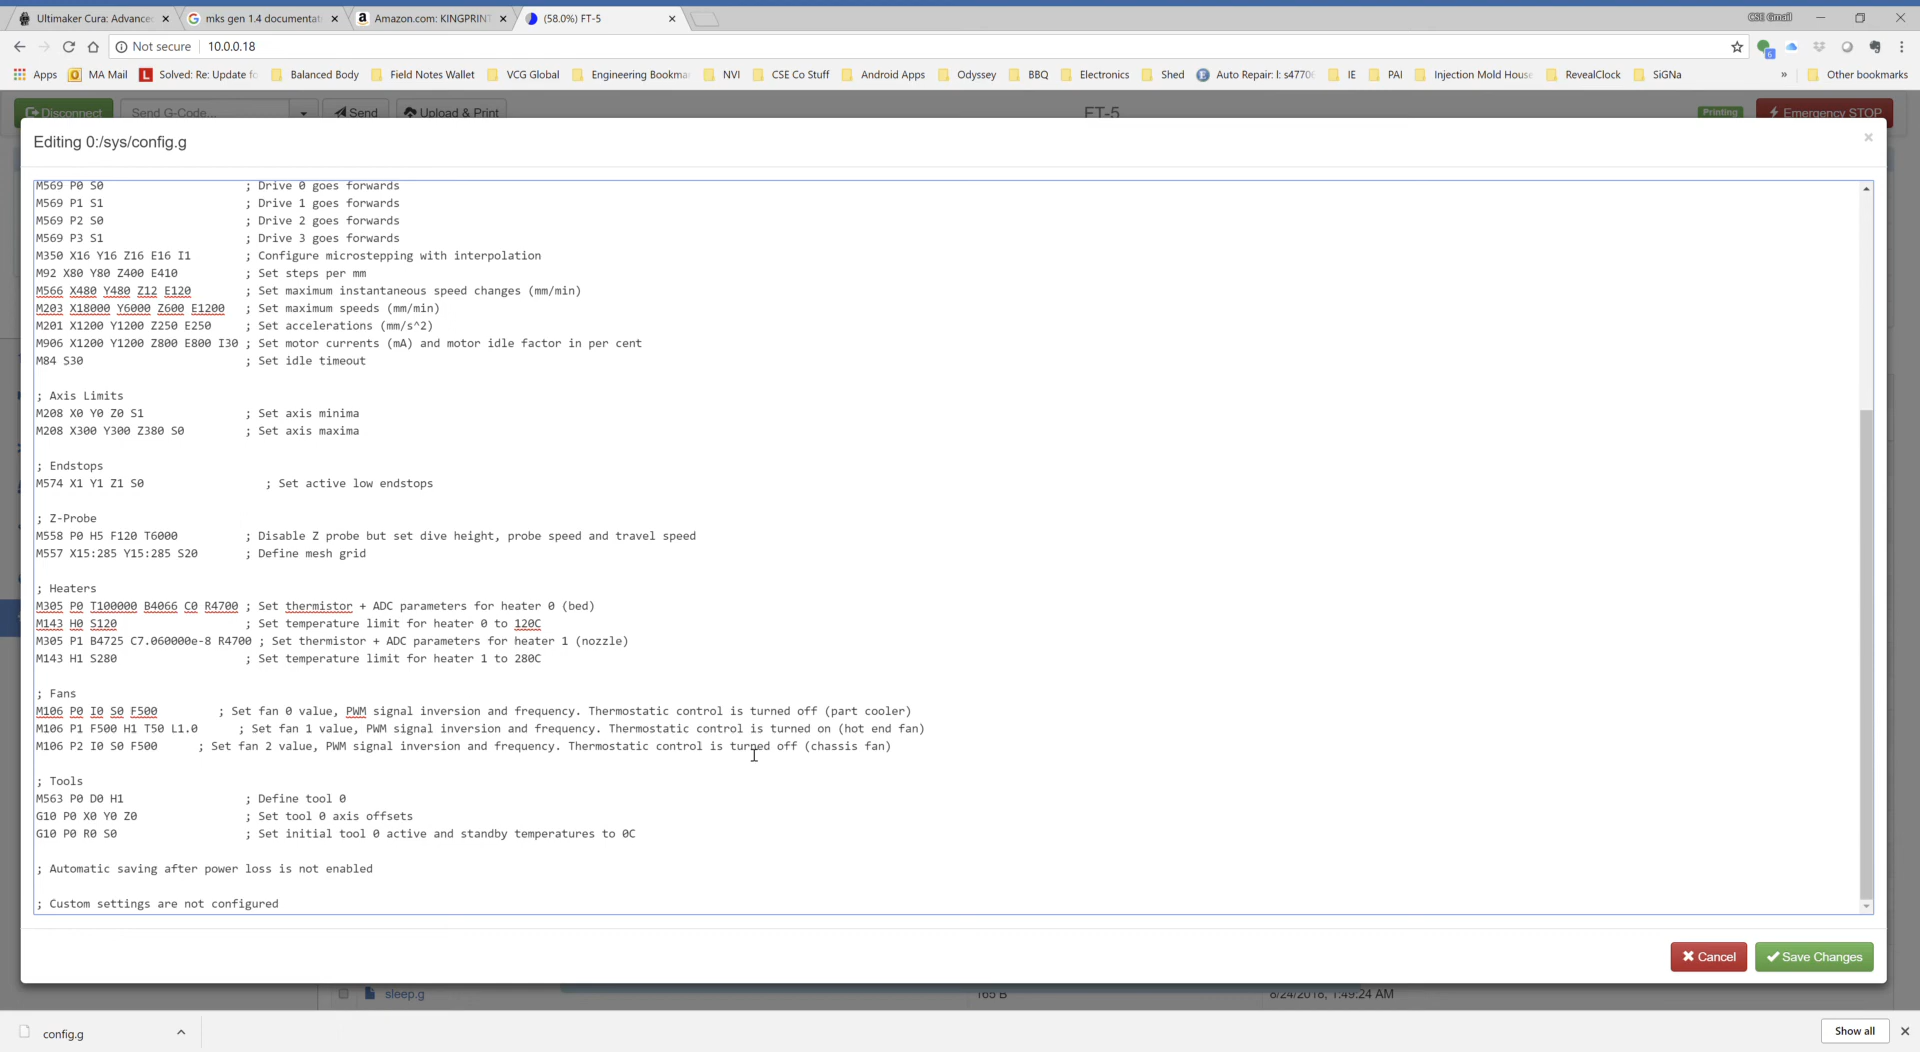 Ultimaker Cura: Advance
mks gen 1.4 documentat
Amazon.com: KINGPRINT
(58.0%) FT-5
CSE Gmail
Not secure | 10.0.0.18
6
Apps
MA Mail
Solved: Re: Update fo
Balanced Body
Field Notes Wallet
VCG Global
Engineering Bookma
NVI
CSE Co Stuff
Android Apps
Odyssey
BBQ
Electronics
Shed
Auto Repair: l: s4770
IE
PAI
Injection Mold House
RevealClock
SiGNa
»
Other bookmarks
Disconnect
Send G-Code...
Send
Upload & Print
FT-5
Printing
Emergency STOP
Editing 0:/sys/config.g
×
M569 P0 S0 ; Drive 0 goes forwards
M569 P1 S1 ; Drive 1 goes forwards
M569 P2 S0 ; Drive 2 goes forwards
M569 P3 S1 ; Drive 3 goes forwards
M350 X16 Y16 Z16 E16 I1 ; Configure microstepping with interpolation
M92 X80 Y80 Z400 E410 ; Set steps per mm
M566 X480 Y480 Z12 E120 ; Set maximum instantaneous speed changes (mm/min)
M203 X18000 Y6000 Z600 E1200 ; Set maximum speeds (mm/min)
M201 X1200 Y1200 Z250 E250 ; Set accelerations (mm/s^2)
M906 X1200 Y1200 Z800 E800 I30 ; Set motor currents (mA) and motor idle factor in per cent
M84 S30 ; Set idle timeout
; Axis Limits
M208 X0 Y0 Z0 S1 ; Set axis minima
M208 X300 Y300 Z380 S0 ; Set axis maxima
; Endstops
M574 X1 Y1 Z1 S0 ; Set active low endstops
; Z-Probe
M558 P0 H5 F120 T6000 ; Disable Z probe but set dive height, probe speed and travel speed
M557 X15:285 Y15:285 S20 ; Define mesh grid
; Heaters
M305 P0 T100000 B4066 C0 R4700 ; Set thermistor + ADC parameters for heater 0 (bed)
M143 H0 S120 ; Set temperature limit for heater 0 to 120C
M305 P1 B4725 C7.060000e-8 R4700 ; Set thermistor + ADC parameters for heater 1 (nozzle)
M143 H1 S280 ; Set temperature limit for heater 1 to 280C
; Fans
M106 P0 I0 S0 F500 ; Set fan 0 value, PWM signal inversion and frequency. Thermostatic control is turned off (part cooler)
M106 P1 F500 H1 T50 L1.0 ; Set fan 1 value, PWM signal inversion and frequency. Thermostatic control is turned on (hot end fan)
M106 P2 I0 S0 F500 ; Set fan 2 value, PWM signal inversion and frequency. Thermostatic control is turned off (chassis fan)
; Tools
M563 P0 D0 H1 ; Define tool 0
G10 P0 X0 Y0 Z0 ; Set tool 0 axis offsets
G10 P0 R0 S0 ; Set initial tool 0 active and standby temperatures to 0C
; Automatic saving after power loss is not enabled
; Custom settings are not configured
Cancel
Save Changes
sleep.g
165 B
8/24/2018, 1:49:24 AM
config.g
Show all